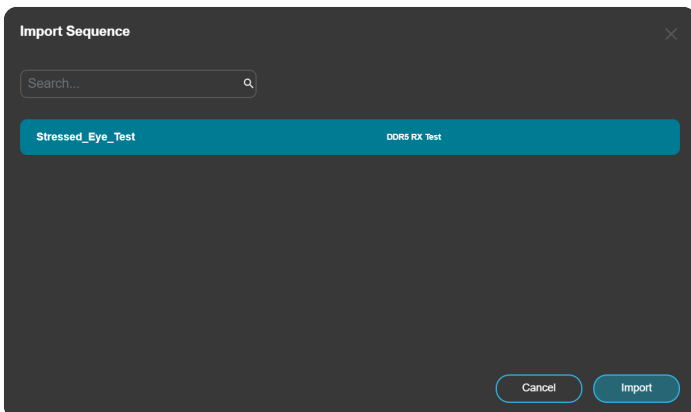 Import Sequence
Search...
Stressed_Eye_Test DDR5 RX Test
Cancel Import